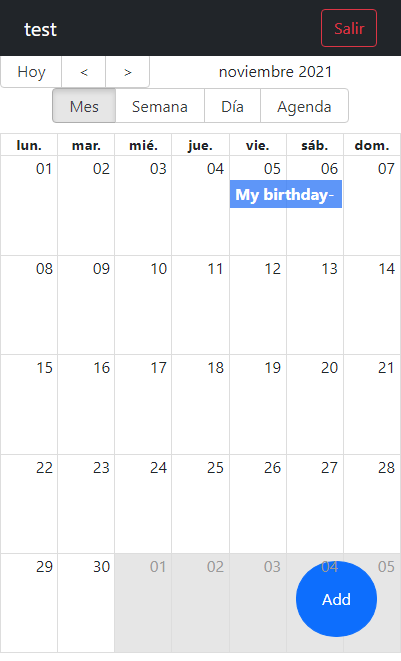 test Salir
Hoy < > noviembre 2021
Mes Semana Día Agenda
lun. mar. mié. jue. vie. sáb. dom.
01 02 03 04 05 06 07
My birthday-
08 09 10 11 12 13 14
15 16 17 18 19 20 21
22 23 24 25 26 27 28
29 30 01 02 03 04 05
Add